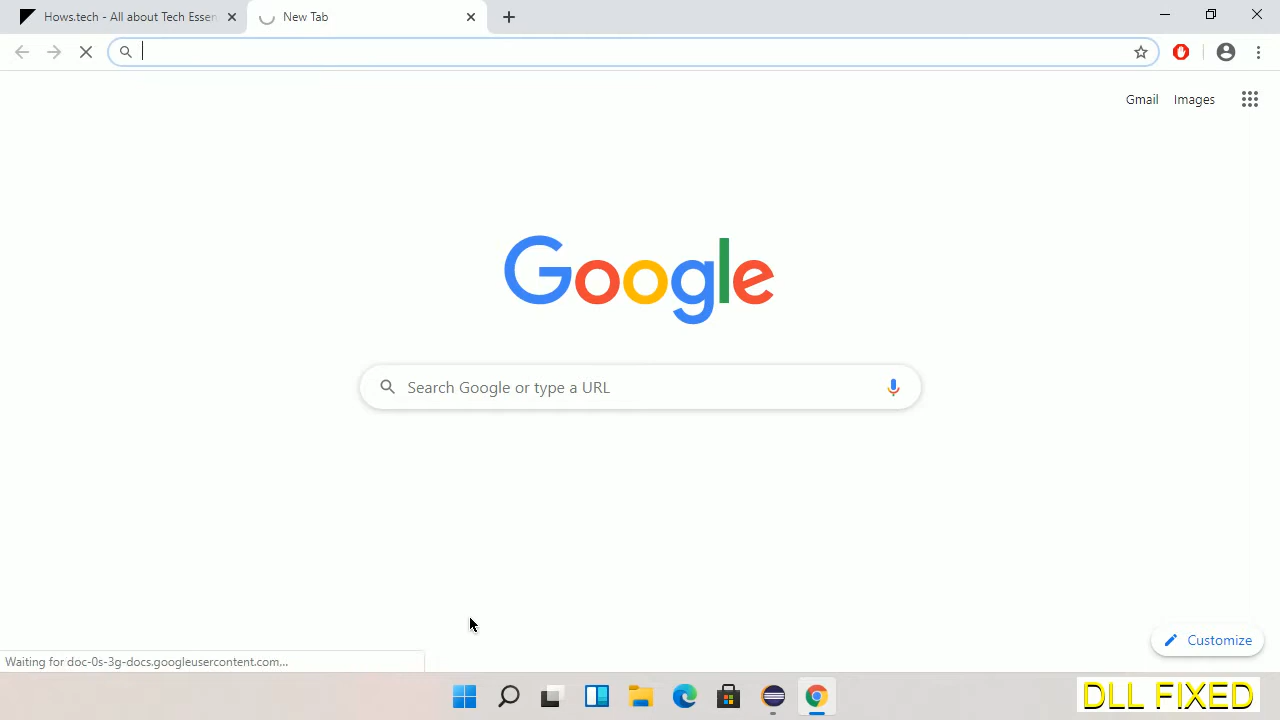 Hows.tech - All about Tech Essen
New Tab
Gmail Images
Google
Search Google or type a URL
Customize
Waiting for doc-0s-3g-docs.googleusercontent.com...
DLL FIXED